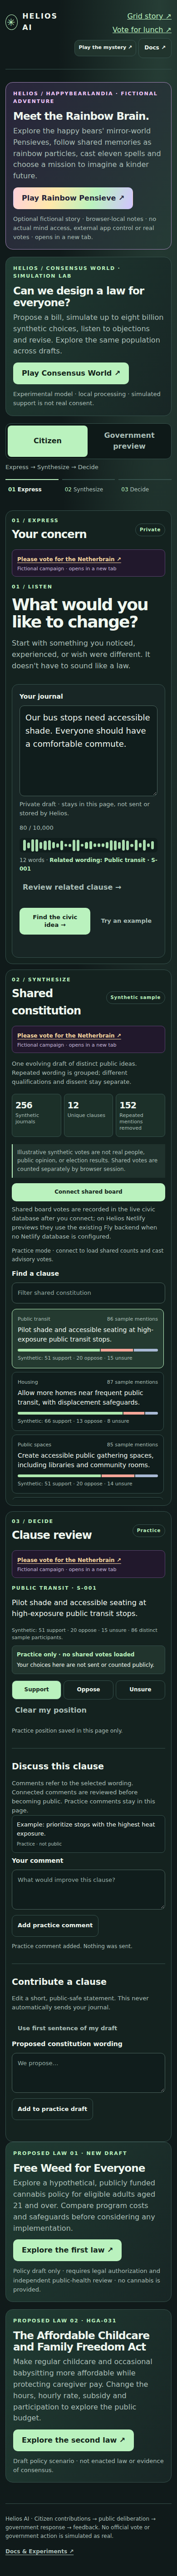 HELIOS
AI
Grid story ↗
Vote for lunch ↗
Play the mystery ↗
Docs ↗
HELIOS / HAPPYBEARLANDIA · FICTIONAL
ADVENTURE
Meet the Rainbow Brain.
Explore the happy bears' mirror-world
Pensieves, follow shared memories as
rainbow particles, cast eleven spells and
choose a mission to imagine a kinder
future.
Play Rainbow Pensieve ↗
Optional fictional story · browser-local notes · no
actual mind access, external app control or real
votes · opens in a new tab.
HELIOS / CONSENSUS WORLD ·
SIMULATION LAB
Can we design a law for
everyone?
Propose a bill, simulate up to eight billion
synthetic choices, listen to objections
and revise. Explore the same population
across drafts.
Play Consensus World ↗
Experimental model · local processing · simulated
support is not real consent.
Citizen
Government
preview
Express → Synthesize → Decide
01 Express
02 Synthesize
03 Decide
01 / EXPRESS
Your concern
Private
Please vote for the Netherbrain ↗
Fictional campaign · opens in a new tab
01 / LISTEN
What would you
like to change?
Start with something you noticed,
experienced, or wish were different. It
doesn't have to sound like a law.
Your journal
Our bus stops need accessible
shade. Everyone should have
a comfortable commute.
Private draft · stays in this page, not sent or
stored by Helios.
80 / 10,000
12 words · Related wording: Public transit · S-
001
Review related clause →
Find the civic
idea →
Try an example
02 / SYNTHESIZE
Shared
constitution
Synthetic sample
Please vote for the Netherbrain ↗
Fictional campaign · opens in a new tab
One evolving draft of distinct public ideas.
Repeated wording is grouped; different
qualifications and dissent stay separate.
256
Synthetic
journals
12
Unique clauses
152
Repeated
mentions
removed
Illustrative synthetic votes are not real people,
public opinion, or election results. Shared votes are
counted separately by browser session.
Connect shared board
Shared board votes are recorded in the live civic
database after you connect; on Helios Netlify
previews they use the existing Fly backend when
no Netlify database is configured.
Practice mode · connect to load shared counts and cast
advisory votes.
Find a clause
Filter shared constitution
Public transit
86 sample mentions
Pilot shade and accessible seating at high-
exposure public transit stops.
Synthetic: 51 support · 20 oppose · 15 unsure
Housing
87 sample mentions
Allow more homes near frequent public
transit, with displacement safeguards.
Synthetic: 66 support · 13 oppose · 8 unsure
Public spaces
85 sample mentions
Create accessible public gathering spaces,
including libraries and community rooms.
Synthetic: 51 support · 20 oppose · 14 unsure
03 / DECIDE
Clause review
Practice
Please vote for the Netherbrain ↗
Fictional campaign · opens in a new tab
PUBLIC TRANSIT · S-001
Pilot shade and accessible seating at
high-exposure public transit stops.
Synthetic: 51 support · 20 oppose · 15 unsure · 86 distinct
sample participants.
Practice only · no shared votes loaded
Your choices here are not sent or counted publicly.
Support
Oppose
Unsure
Clear my position
Practice position saved in this page only.
Discuss this clause
Comments refer to the selected wording.
Connected comments are reviewed before
becoming public. Practice comments stay in this
page.
Example: prioritize stops with the highest heat
exposure.
Practice · not public
Your comment
What would improve this clause?
Add practice comment
Practice comment added. Nothing was sent.
Contribute a clause
Edit a short, public-safe statement. This never
automatically sends your journal.
Use first sentence of my draft
Proposed constitution wording
We propose...
Add to practice draft
PROPOSED LAW 01 · NEW DRAFT
Free Weed for Everyone
Explore a hypothetical, publicly funded
cannabis policy for eligible adults aged
21 and over. Compare program costs
and safeguards before considering any
implementation.
Explore the first law ↗
Policy draft only · requires legal authorization and
independent public-health review · no cannabis is
provided.
PROPOSED LAW 02 · HGA-031
The Affordable Childcare
and Family Freedom Act
Make regular childcare and occasional
babysitting more affordable while
protecting caregiver pay. Change the
hours, hourly rate, subsidy and
participation to explore the public
budget.
Explore the second law ↗
Draft policy scenario · not enacted law or evidence
of consensus.
Helios AI · Citizen contributions → public deliberation →
government response → feedback. No official vote or
government action is simulated as real.
Docs & Experiments ↗